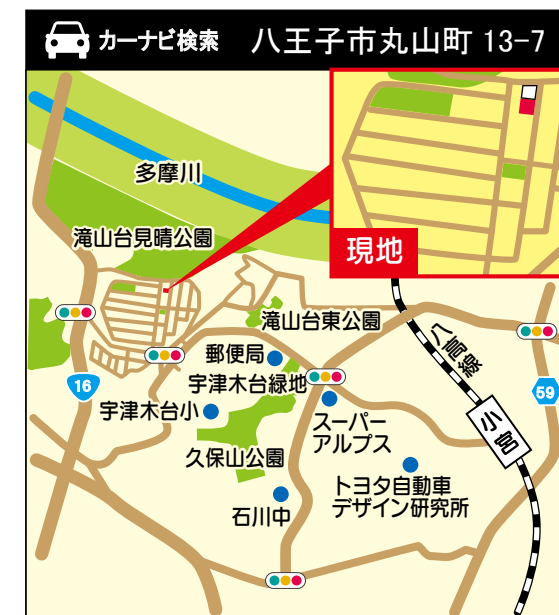 カーナビ検索 八王子市丸山町 13-7
多摩川
滝山台見晴公園
現地
滝山台東公園
八高線
郵便局
16
宇津木台緑地
59
宇津木台小
スーパー
アルプス
小宮
久保山公園
トヨタ自動車
デザイン研究所
石川中